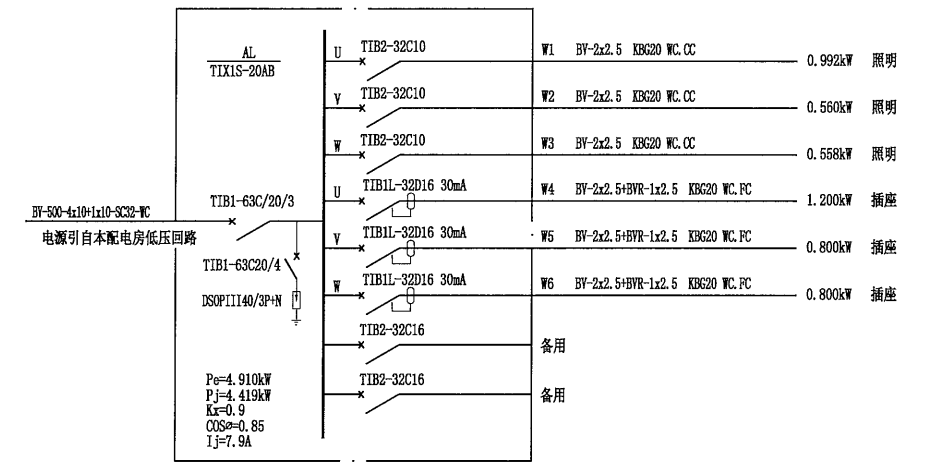 AL
TIX1S-20AB
U TIB2-32C10 W1 BV-2x2.5 KBG20 WC.CC 0.992kW 照明
V TIB2-32C10 W2 BV-2x2.5 KBG20 WC.CC 0.560kW 照明
W TIB2-32C10 W3 BV-2x2.5 KBG20 WC.CC 0.558kW 照明
U TIB1L-32D16 30mA W4 BV-2x2.5+BVR-1x2.5 KBG20 WC.FC 1.200kW 插座
BV-500-4x10+1x10-SC32-WC TIB1-63C/20/3
电源引自本配电房低压回路
V TIB1L-32D16 30mA W5 BV-2x2.5+BVR-1x2.5 KBG20 WC.FC 0.800kW 插座
TIB1-63C20/4
W TIB1L-32D16 30mA W6 BV-2x2.5+BVR-1x2.5 KBG20 WC.FC 0.800kW 插座
DSOPIII40/3P+N
TIB2-32C16 备用
TIB2-32C16 备用
Pe=4.910kW
Pj=4.419kW
Kx=0.9
COSø=0.85
Ij=7.9A